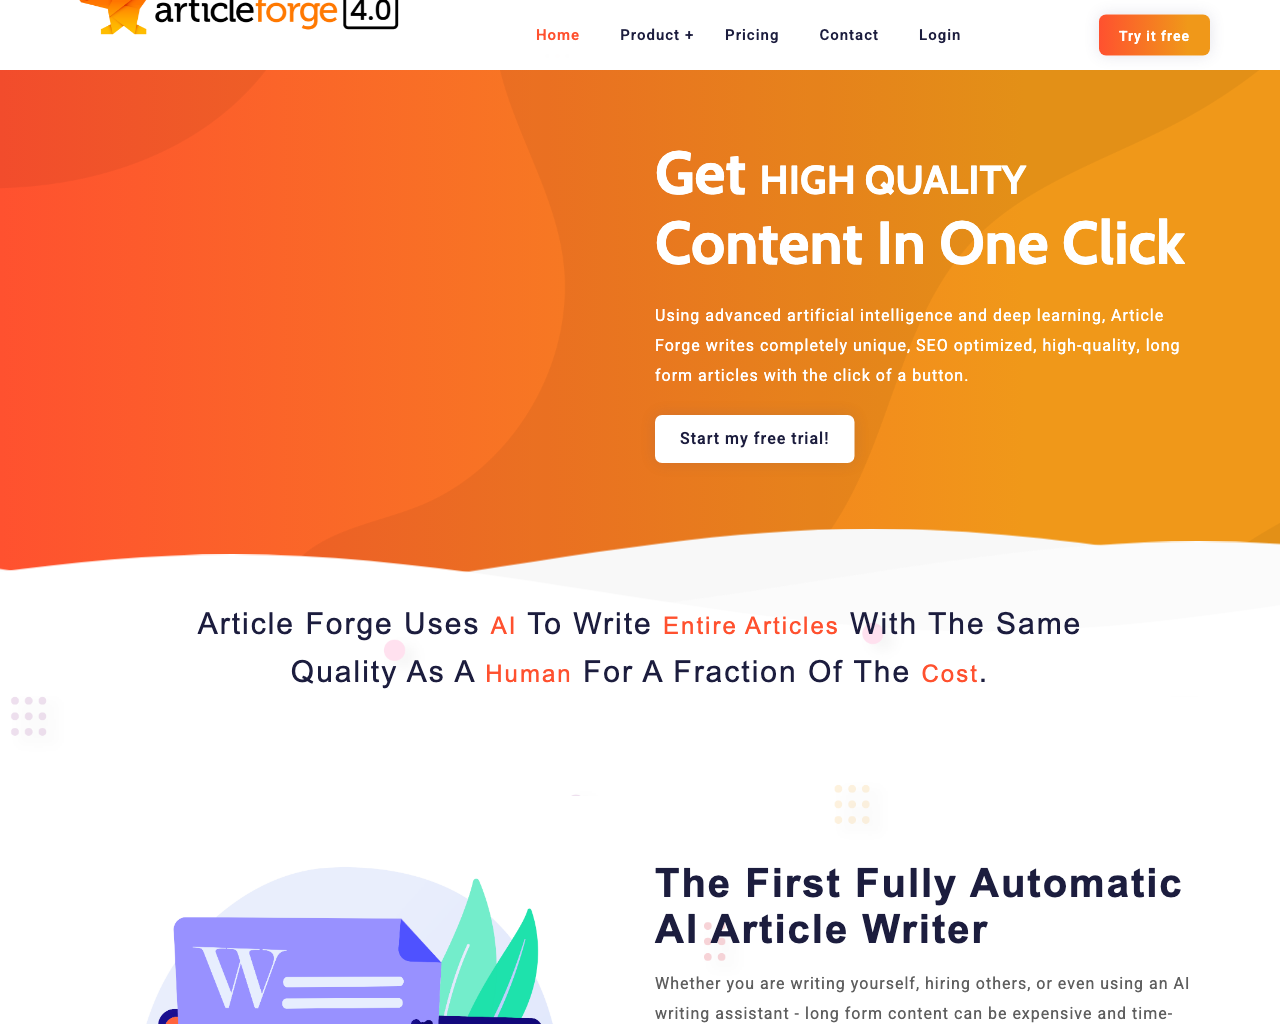 articleforge 4.0
Home Product + Pricing Contact Login Try it free
Get HIGH QUALITY
Content In One Click
Using advanced artificial intelligence and deep learning, Article
Forge writes completely unique, SEO optimized, high-quality, long
form articles with the click of a button.
Start my free trial!
Article Forge Uses AI To Write Entire Articles With The Same
Quality As A Human For A Fraction Of The Cost.
The First Fully Automatic
AI Article Writer
W
Whether you are writing yourself, hiring others, or even using an AI
writing assistant - long form content can be expensive and time-